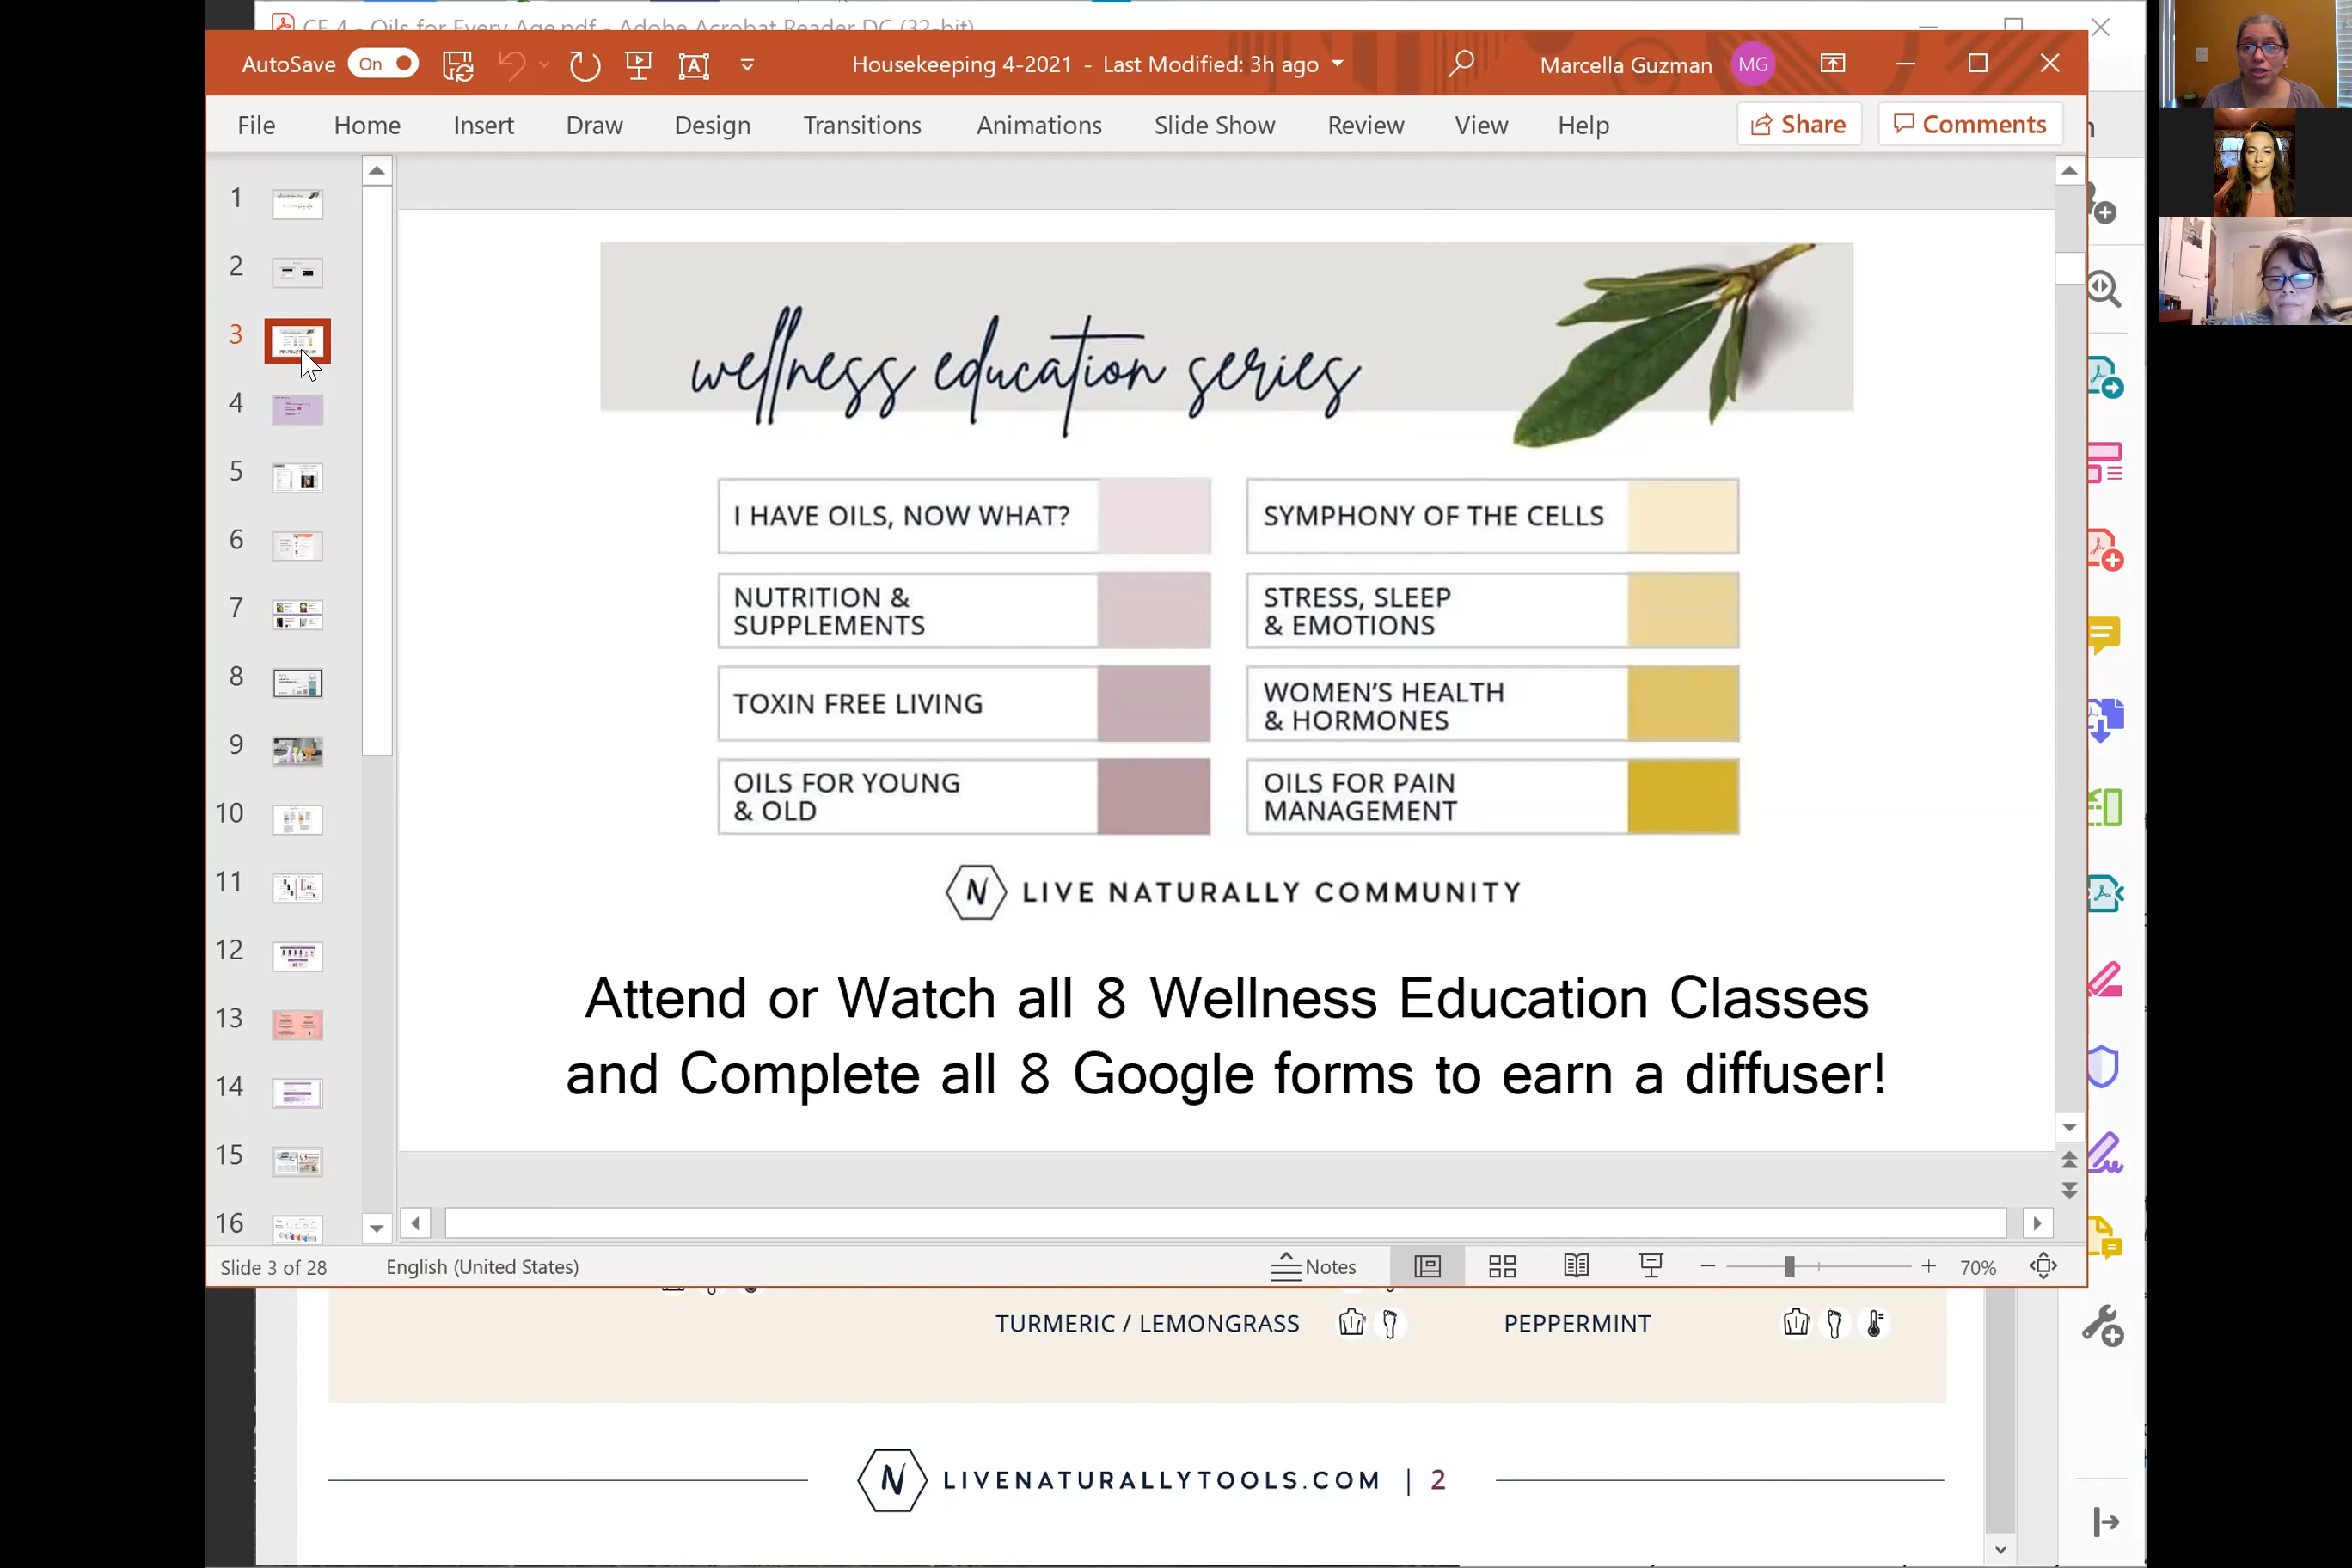 CE 4 - Oils for Every Age.pdf - Adobe Acrobat Reader DC (32-bit)
AutoSave On Housekeeping 4-2021 - Last Modified: 3h ago Marcella Guzman MG
File Home Insert Draw Design Transitions Animations Slide Show Review View Help Share Comments
1
2
3
4
5
6
7
8
9
10
11
12
13
14
15
16
wellness education series
I HAVE OILS, NOW WHAT?
NUTRITION &
SUPPLEMENTS
TOXIN FREE LIVING
OILS FOR YOUNG
& OLD
SYMPHONY OF THE CELLS
STRESS, SLEEP
& EMOTIONS
WOMEN'S HEALTH
& HORMONES
OILS FOR PAIN
MANAGEMENT
N LIVE NATURALLY COMMUNITY
Attend or Watch all 8 Wellness Education Classes
and Complete all 8 Google forms to earn a diffuser!
Slide 3 of 28 English (United States) Notes 70%
TURMERIC / LEMONGRASS PEPPERMINT
N LIVENATURALLYTOOLS.COM | 2